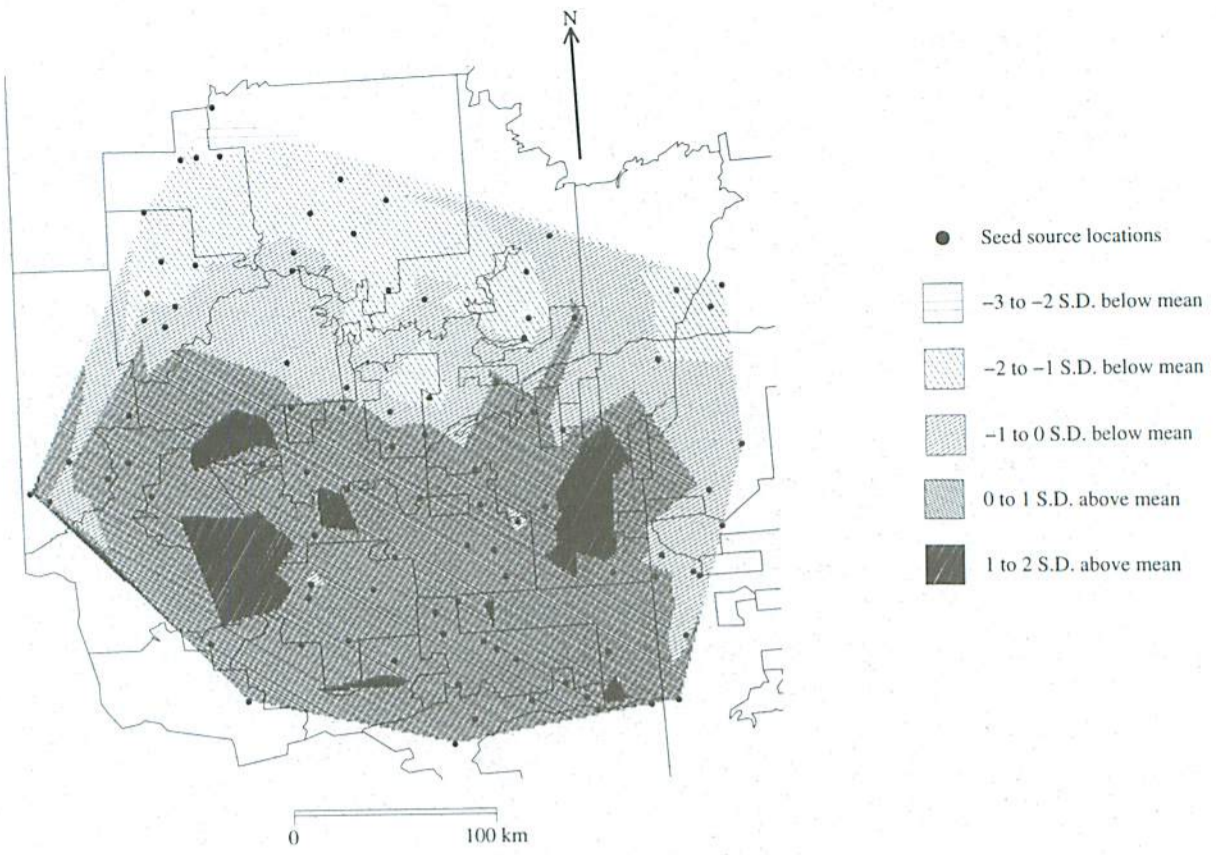 N
Seed source locations
−3 to −2 S.D. below mean
−2 to −1 S.D. below mean
−1 to 0 S.D. below mean
0 to 1 S.D. above mean
1 to 2 S.D. above mean
0 100 km